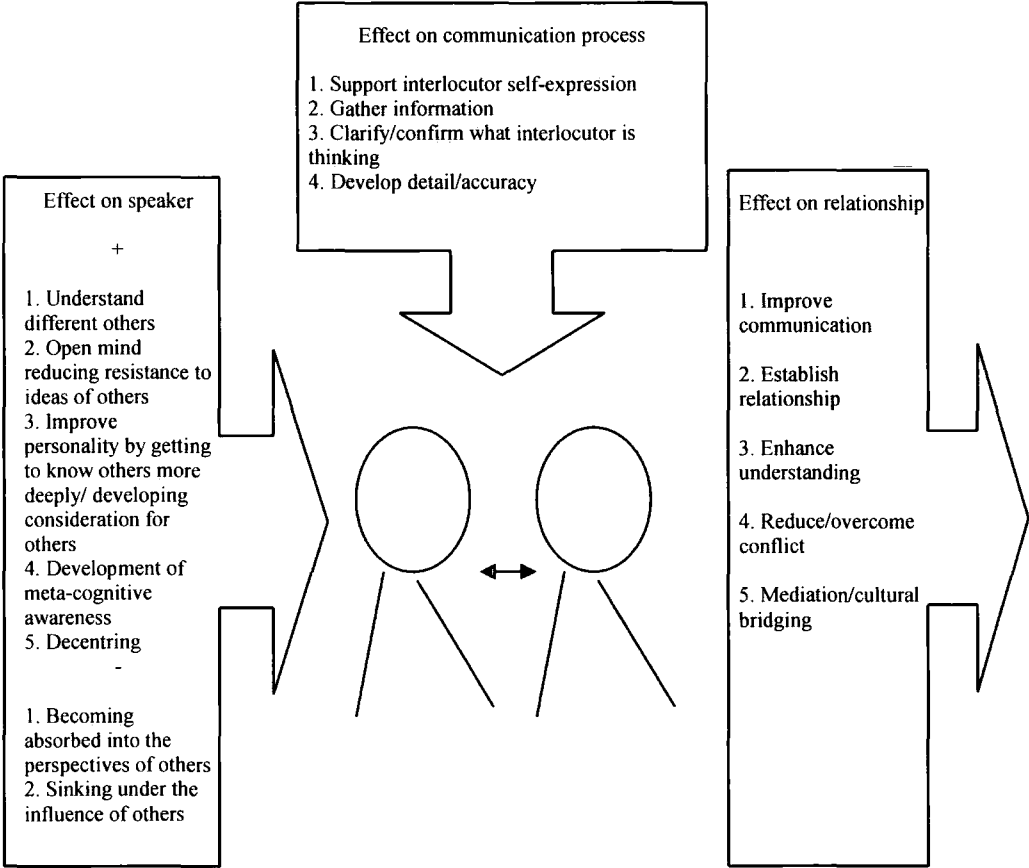 Effect on communication process
1. Support interlocutor self-expression
2. Gather information
3. Clarify/confirm what interlocutor is
thinking
4. Develop detail/accuracy
Effect on speaker
+
1. Understand
different others
2. Open mind
reducing resistance to
ideas of others
3. Improve
personality by getting
to know others more
deeply/ developing
consideration for
others
4. Development of
meta-cognitive
awareness
5. Decentring
-
1. Becoming
absorbed into the
perspectives of others
2. Sinking under the
influence of others
Effect on relationship
1. Improve
communication
2. Establish
relationship
3. Enhance
understanding
4. Reduce/overcome
conflict
5. Mediation/cultural
bridging